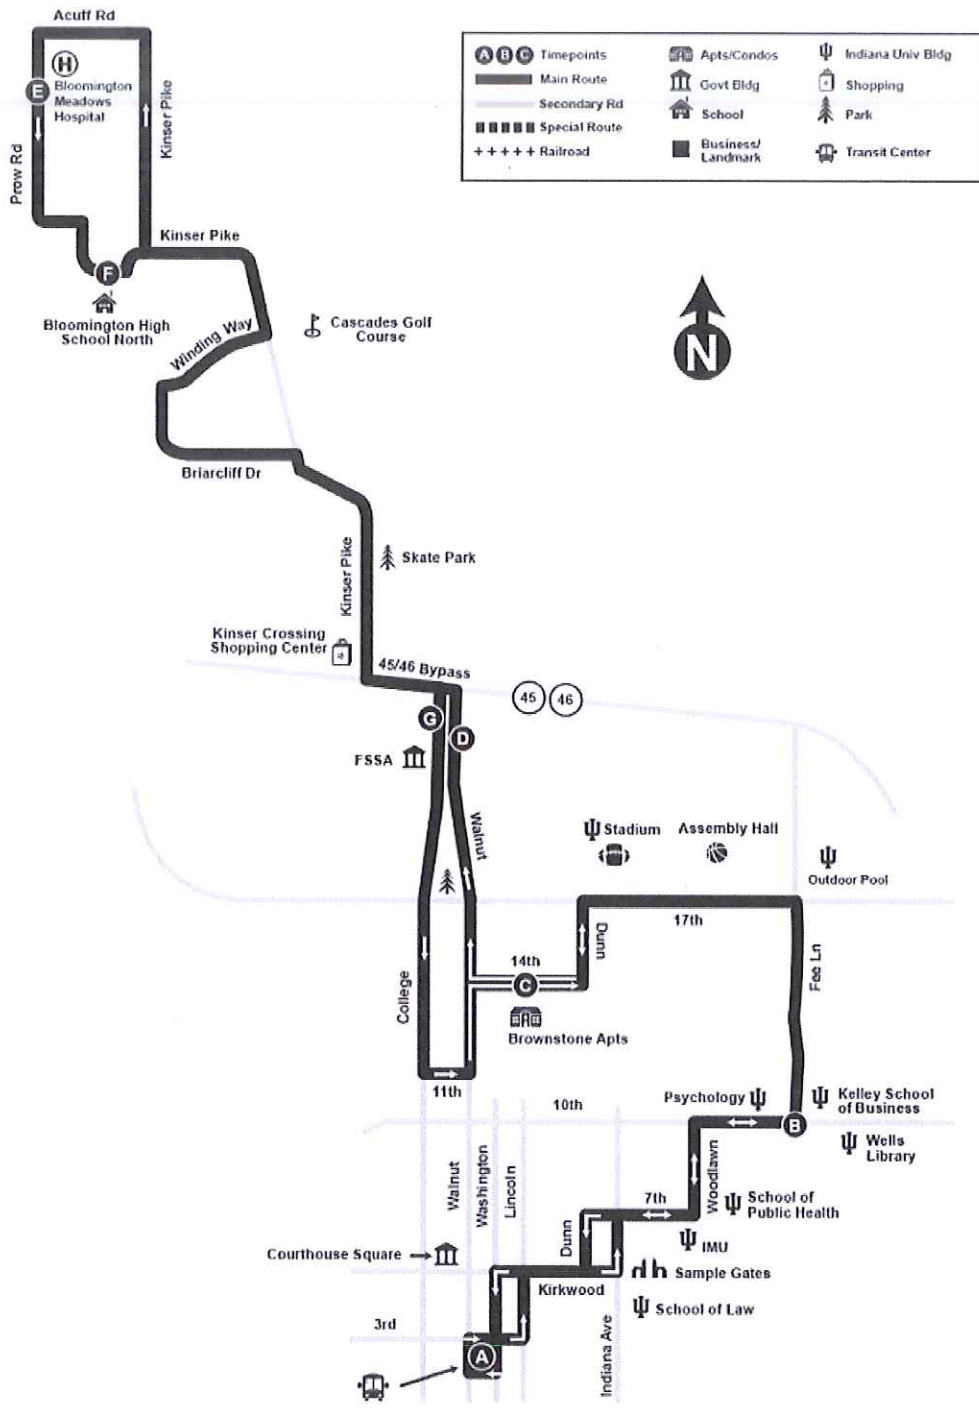 Acuff Rd
H
E
Bloomington
Meadows
Hospital
Kinser Pike
Prow Rd
Kinser Pike
F
Bloomington High
School North
Winding Way
Cascades Golf
Course
Briarcliff Dr
A B C Timepoints
Main Route
Secondary Rd
Special Route
Railroad
Apts/Condos
Govt Bldg
School
Business/
Landmark
Indiana Univ Bldg
Shopping
Park
Transit Center
N
Kinser Pike
Skate Park
Kinser Crossing
Shopping Center
45/46 Bypass
45 46
G
D
FSSA
Walnut
Stadium
Assembly Hall
Outdoor Pool
17th
Dunn
14th
C
Brownstone Apts
College
Fee Ln
11th
10th
Psychology
Kelley School
of Business
B
Wells
Library
Walnut
Washington
Lincoln
Woodlawn
7th
School of
Public Health
Dunn
IMU
Courthouse Square
Sample Gates
Kirkwood
School of Law
3rd
Indiana Ave
A